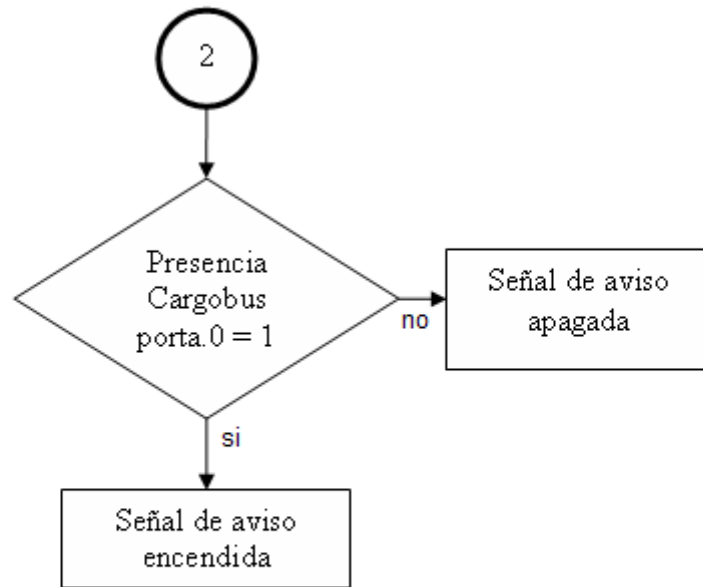 2
Presencia
Cargobus
porta.0 = 1
no
Señal de aviso
apagada
si
Señal de aviso
encendida